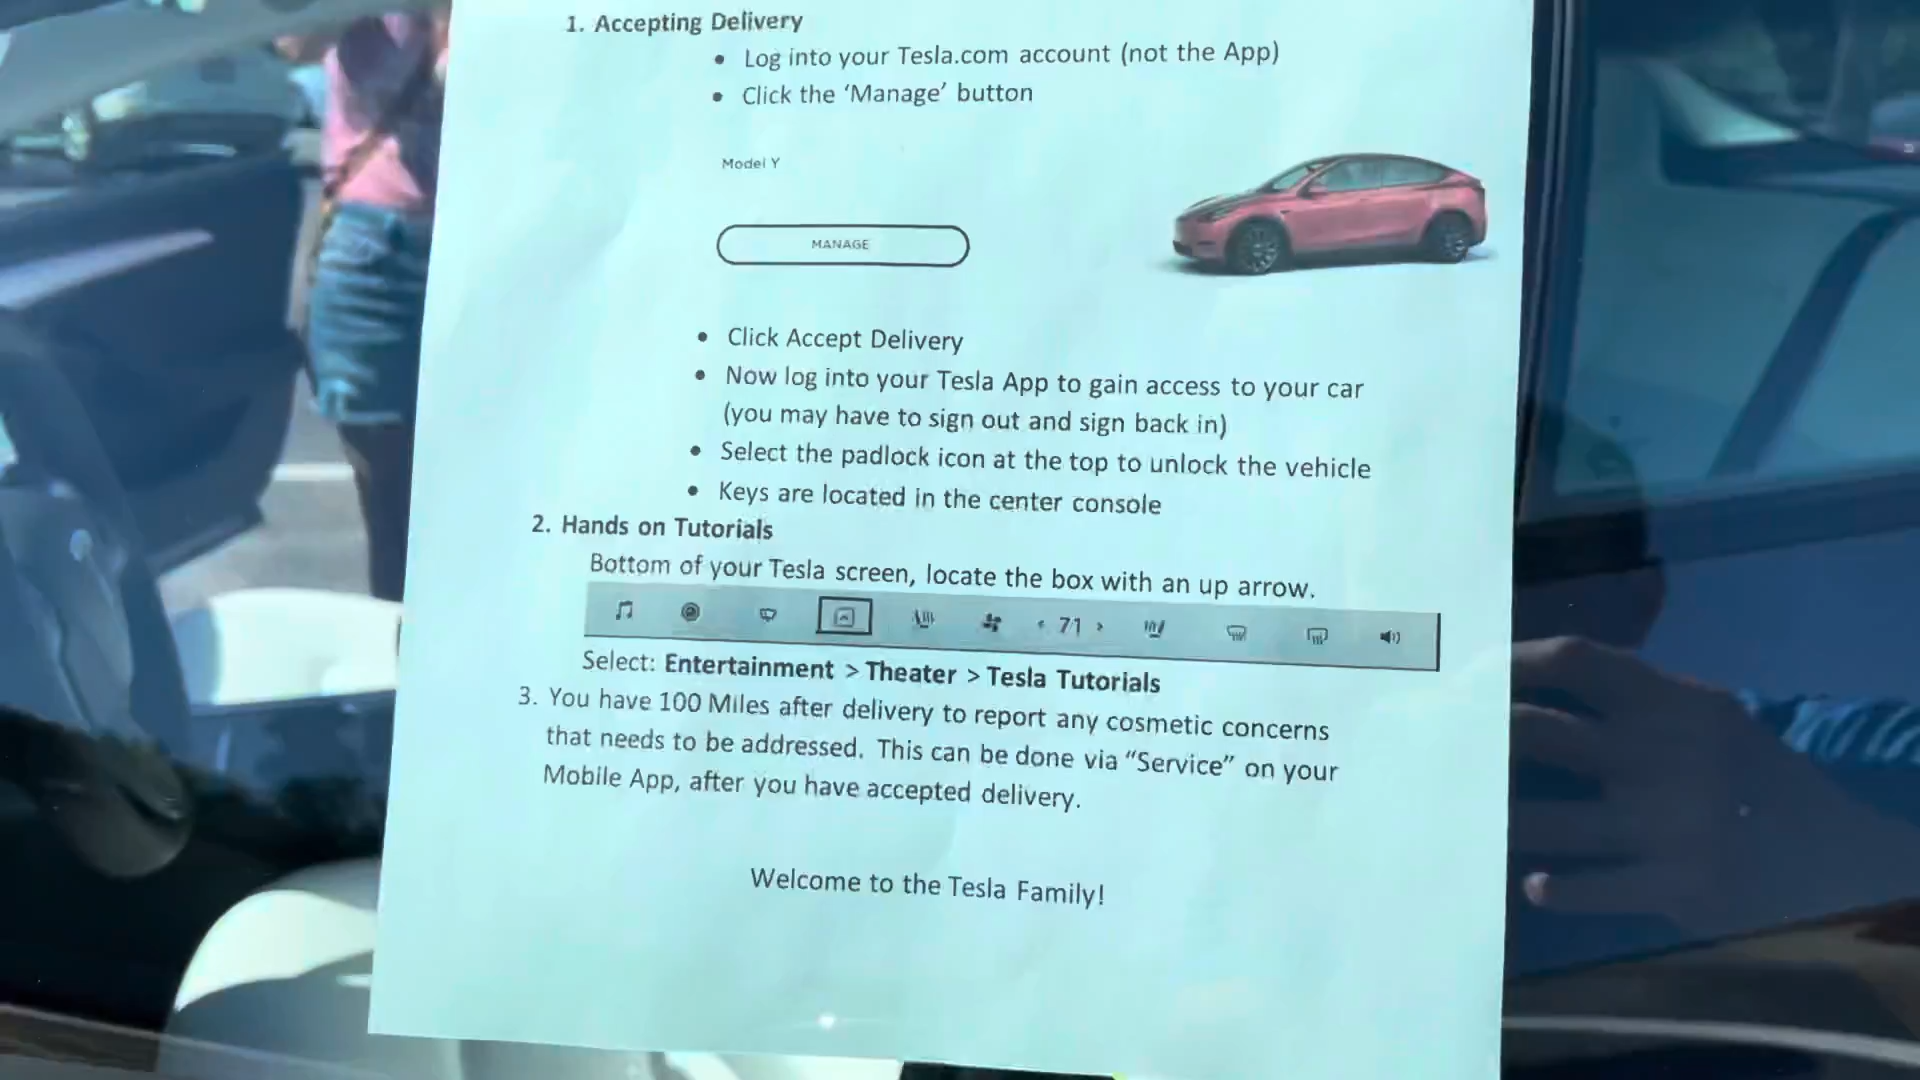 1. Accepting Delivery
• Log into your Tesla.com account (not the App)
• Click the ‘Manage’ button
Model Y
MANAGE
• Click Accept Delivery
• Now log into your Tesla App to gain access to your car
(you may have to sign out and sign back in)
• Select the padlock icon at the top to unlock the vehicle
• Keys are located in the center console
2. Hands on Tutorials
Bottom of your Tesla screen, locate the box with an up arrow.
‹ 71 ›
Select: Entertainment > Theater > Tesla Tutorials
3. You have 100 Miles after delivery to report any cosmetic concerns
that needs to be addressed. This can be done via “Service” on your
Mobile App, after you have accepted delivery.
Welcome to the Tesla Family!